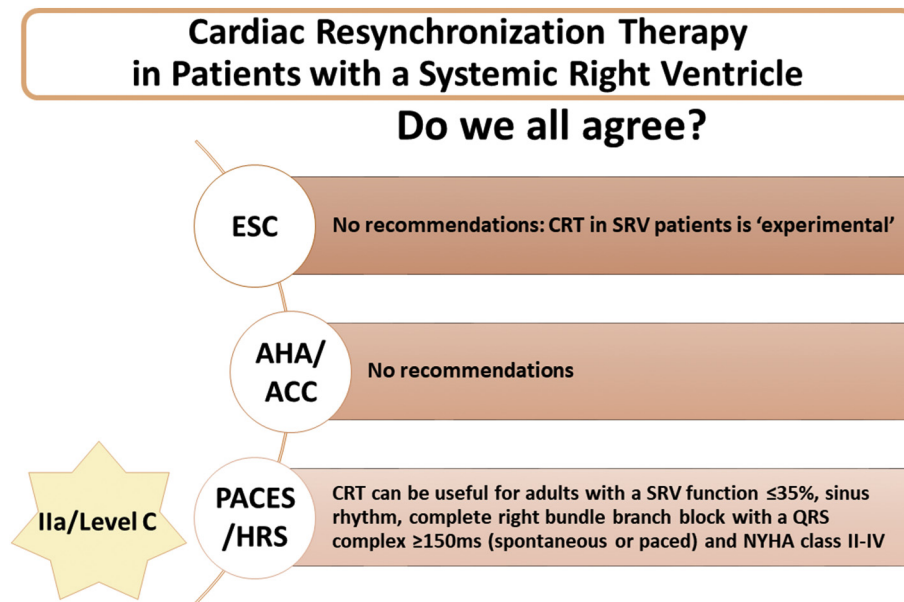 Cardiac Resynchronization Therapy
in Patients with a Systemic Right Ventricle
Do we all agree?
ESC
No recommendations: CRT in SRV patients is ‘experimental’
AHA/
ACC
No recommendations
IIa/Level C
PACES
/HRS
CRT can be useful for adults with a SRV function ≤35%, sinus
rhythm, complete right bundle branch block with a QRS
complex ≥150ms (spontaneous or paced) and NYHA class II-IV